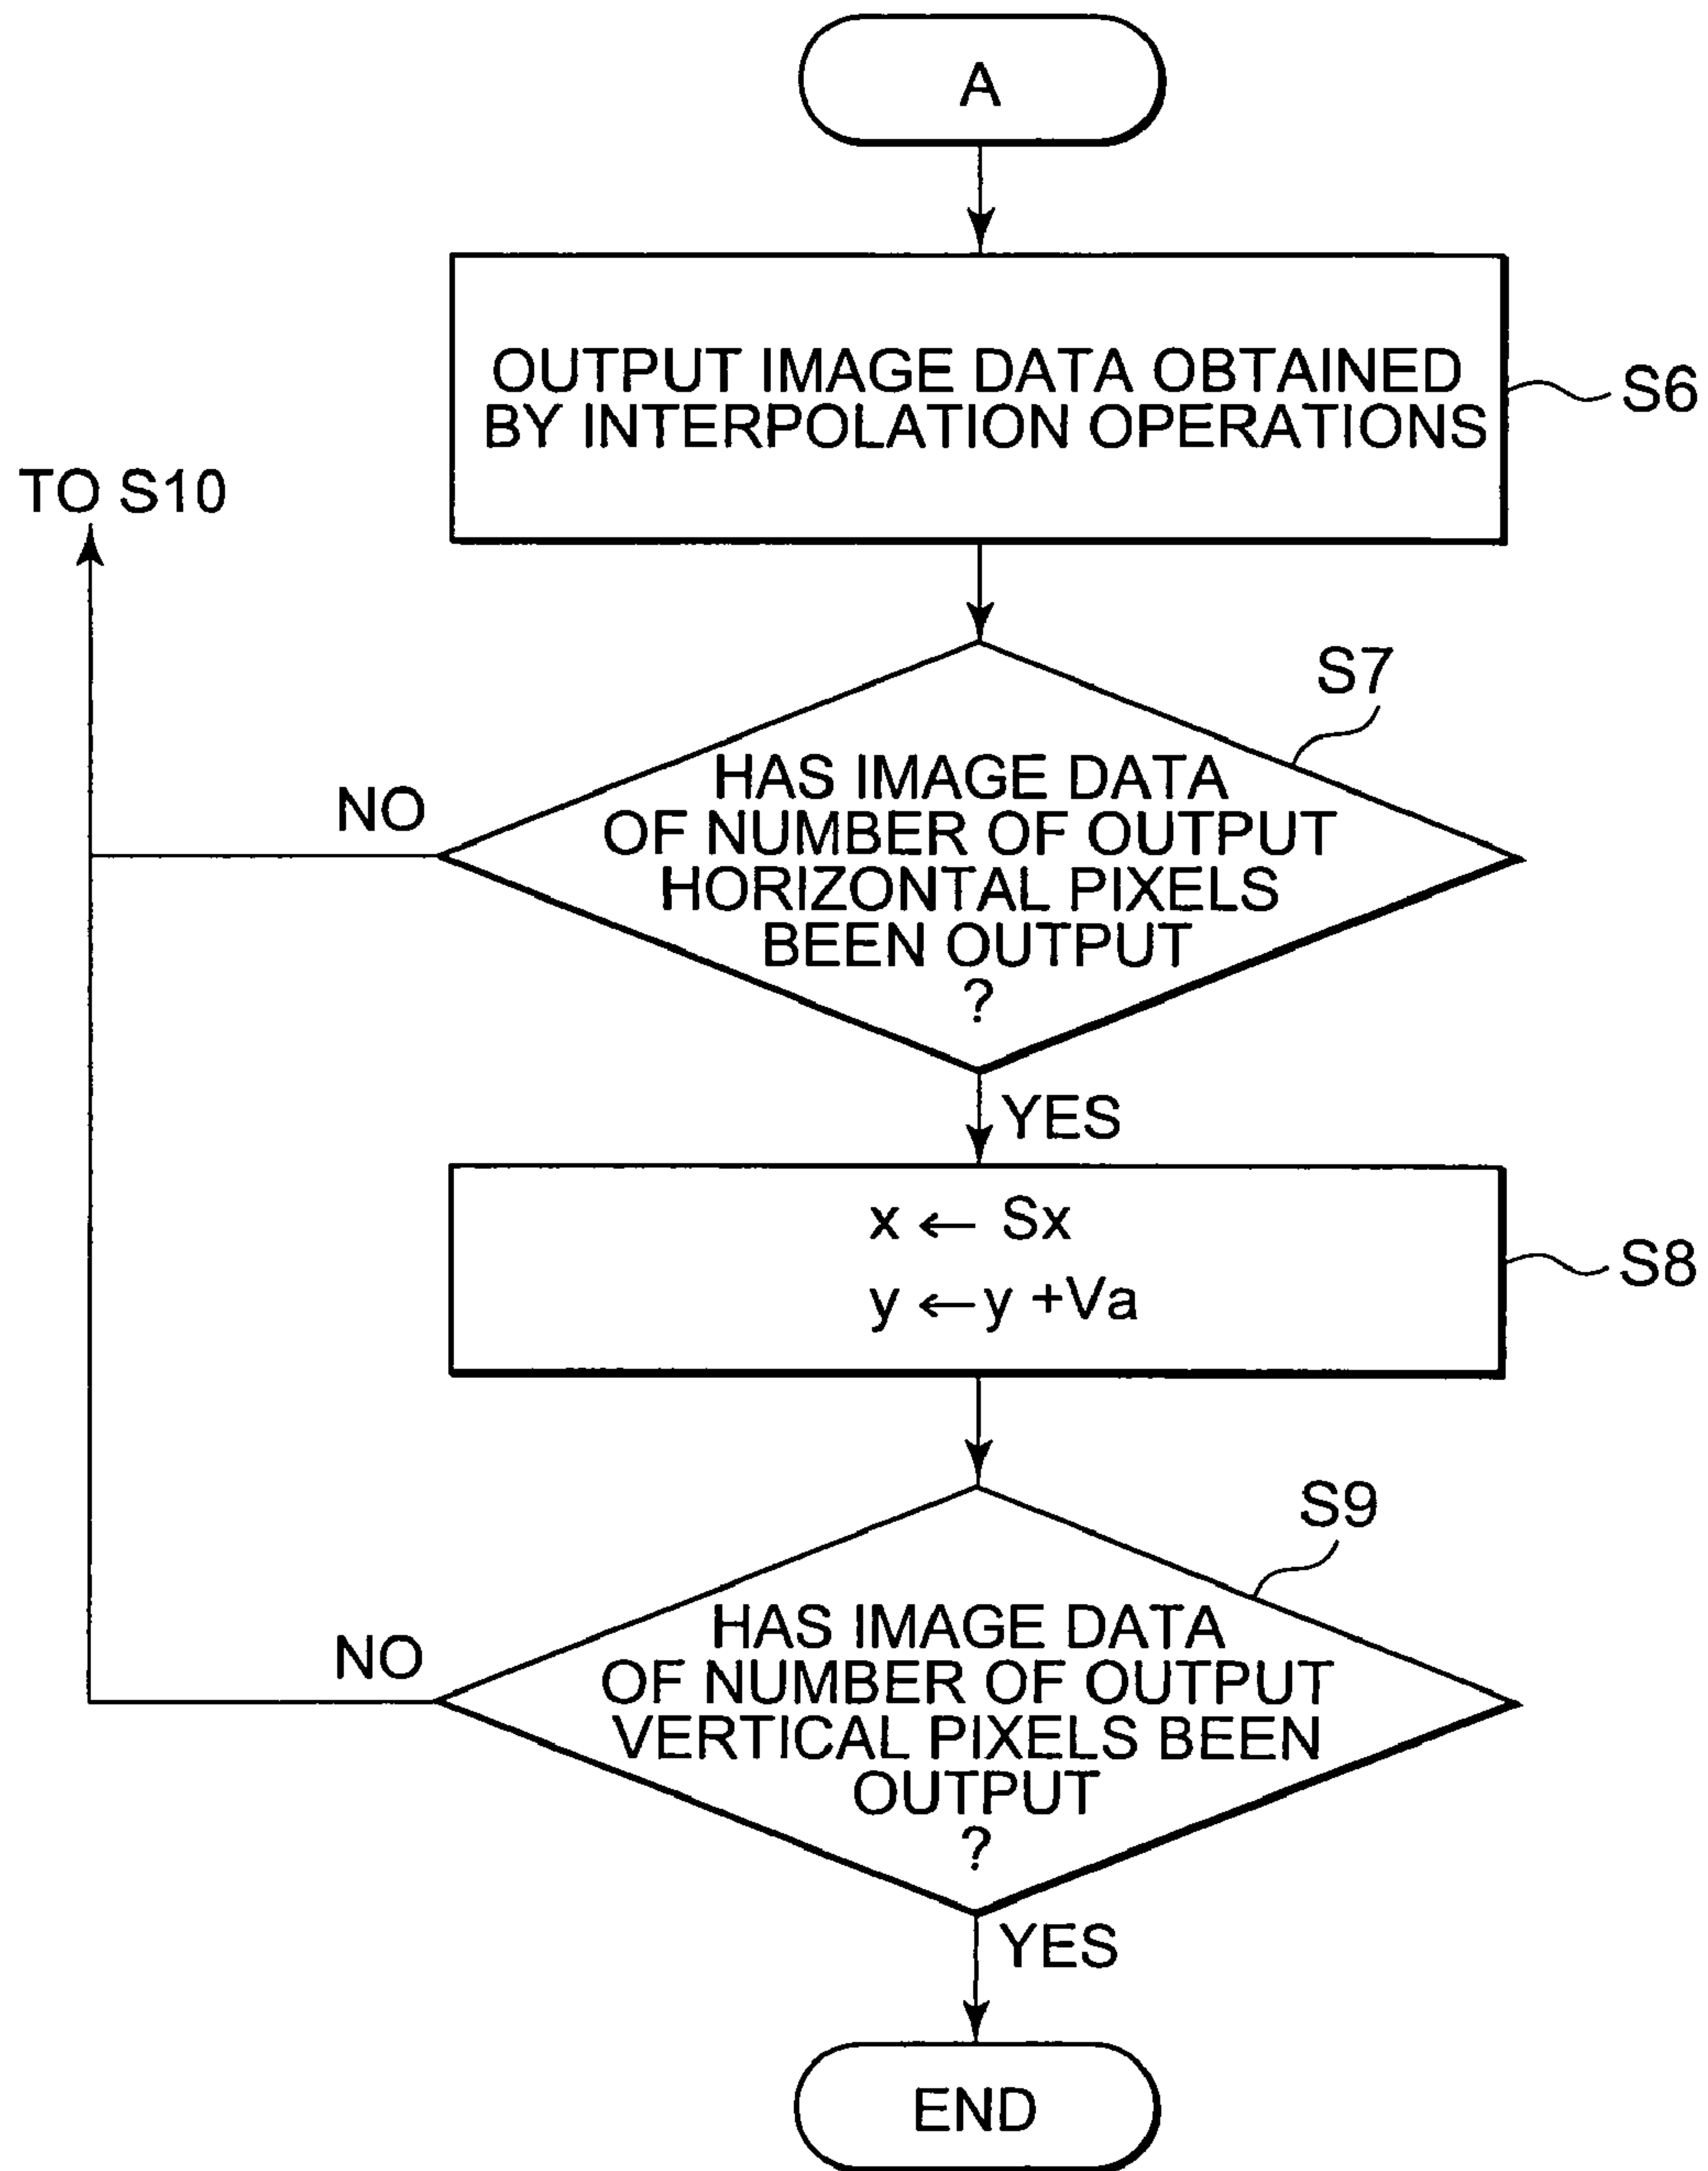 A
OUTPUT IMAGE DATA OBTAINED
BY INTERPOLATION OPERATIONS
S6
TO S10
S7
HAS IMAGE DATA
OF NUMBER OF OUTPUT
HORIZONTAL PIXELS
BEEN OUTPUT
?
NO
YES
x ← Sx
y ← y +Va
S8
S9
HAS IMAGE DATA
OF NUMBER OF OUTPUT
VERTICAL PIXELS BEEN
OUTPUT
?
NO
YES
END